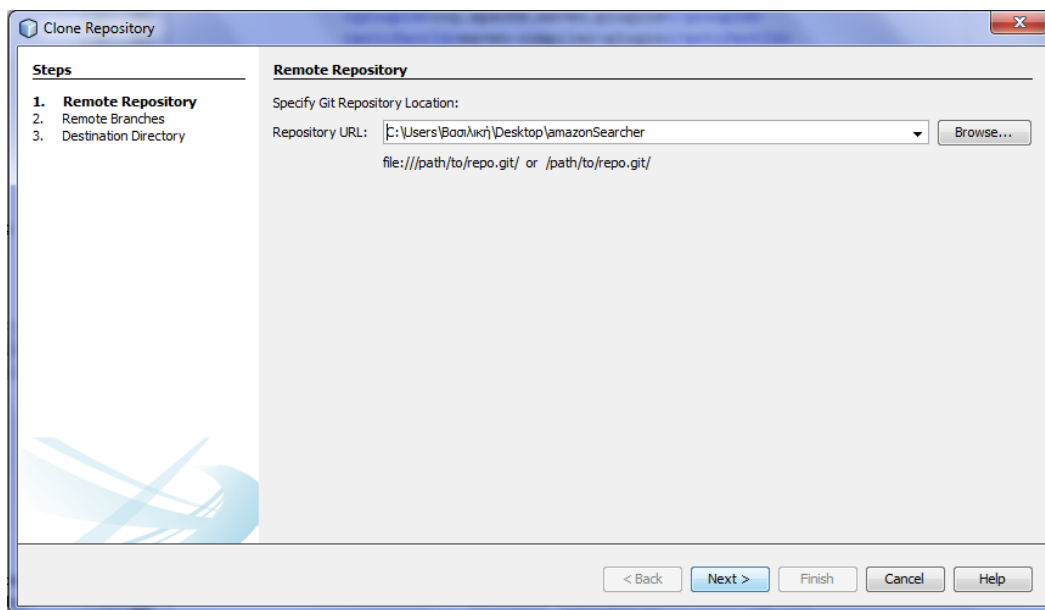 Clone Repository
Steps
1. Remote Repository
2. Remote Branches
3. Destination Directory
Remote Repository
Specify Git Repository Location:
Repository URL: C:\Users\Βασιλική\Desktop\amazonSearcher Browse...
file:///path/to/repo.git/ or /path/to/repo.git/
< Back Next > Finish Cancel Help